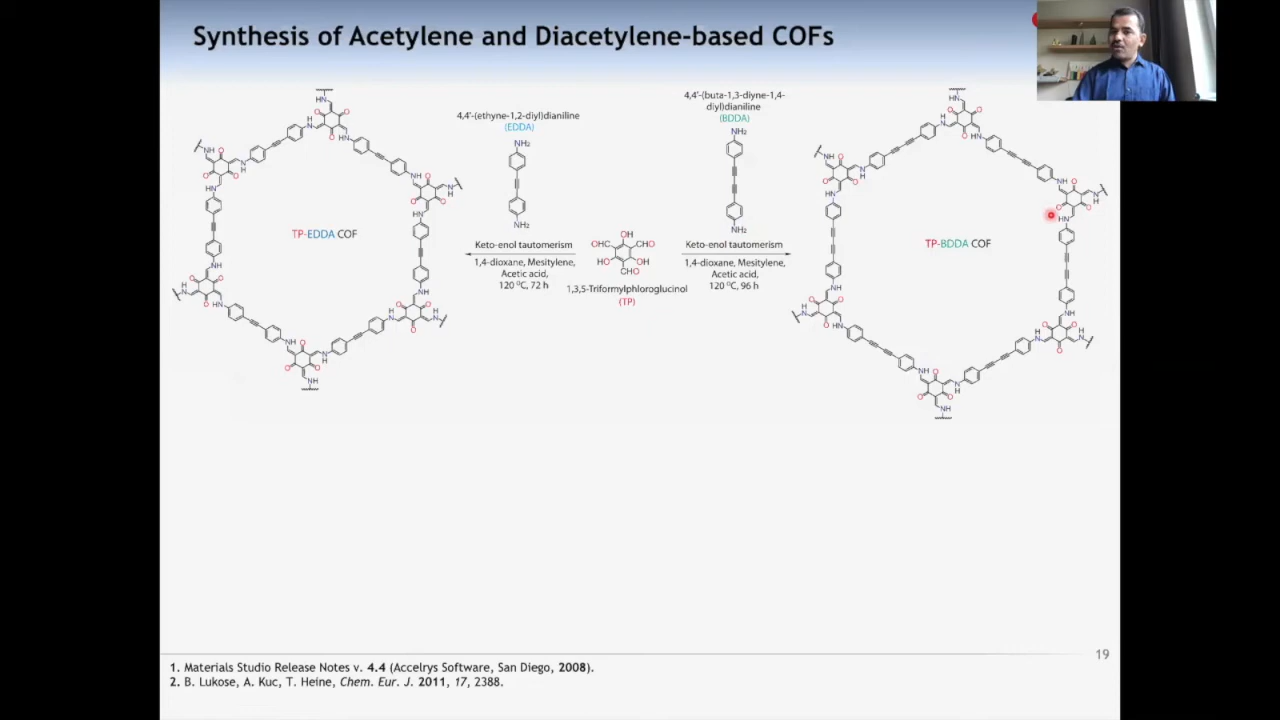 Synthesis of Acetylene and Diacetylene-based COFs
4,4'-(ethyne-1,2-diyl)dianiline
(EDDA)
NH₂
NH₂
4,4'-(buta-1,3-diyne-1,4-
diyl)dianiline
(BDDA)
NH₂
NH₂
TP-EDDA COF
Keto-enol tautomerism
1,4-dioxane, Mesitylene,
Acetic acid,
120 ⁰C, 72 h
OH
OHC
CHO
HO
OH
CHO
1,3,5-Triformylphloroglucinol
(TP)
Keto-enol tautomerism
1,4-dioxane, Mesitylene,
Acetic acid,
120 ⁰C, 96 h
TP-BDDA COF
19
1. Materials Studio Release Notes v. 4.4 (Accelrys Software, San Diego, 2008).
2. B. Lukose, A. Kuc, T. Heine, Chem. Eur. J. 2011, 17, 2388.